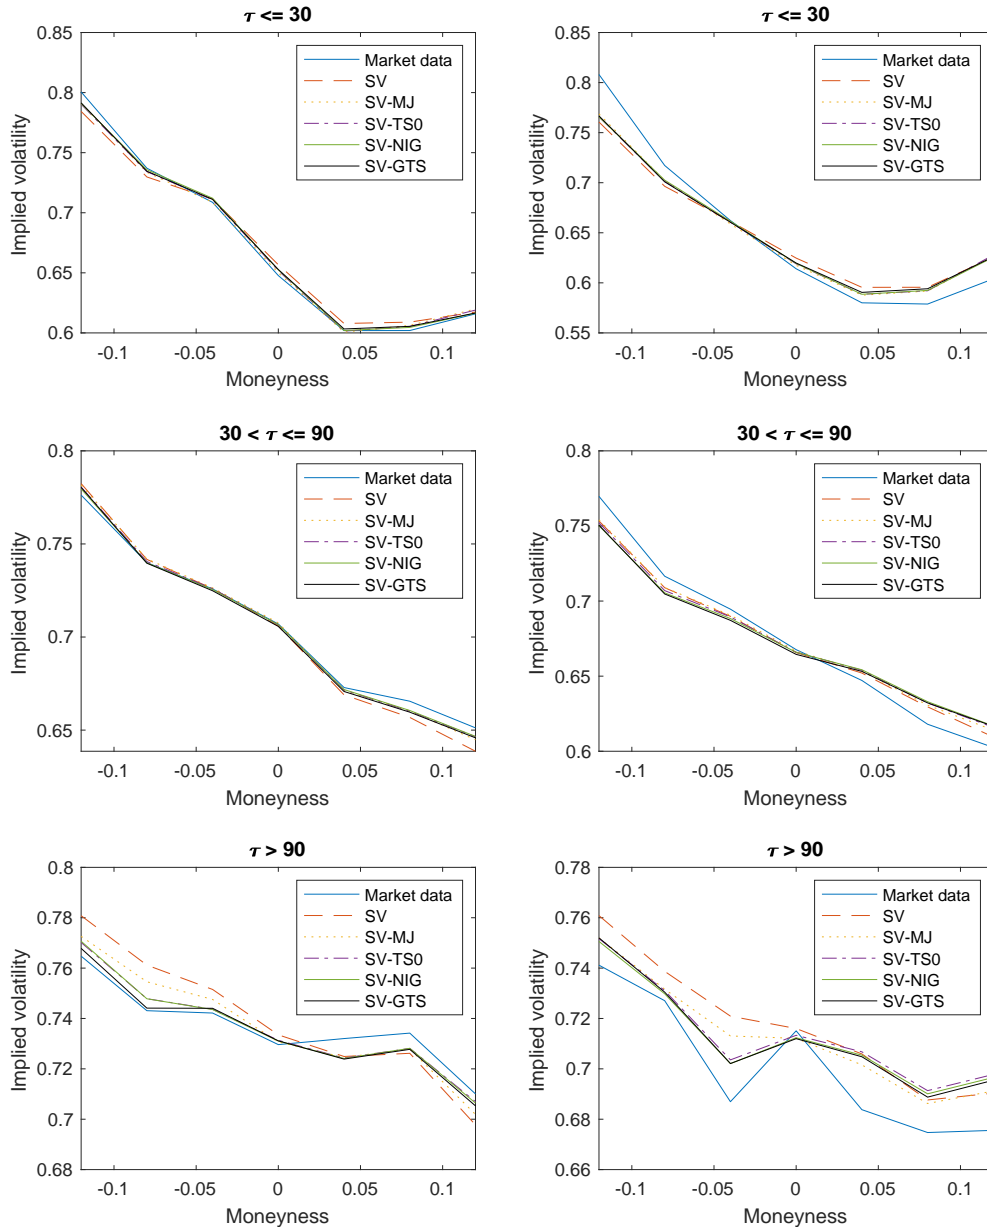 τ <= 30
0.85
0.8
0.75
0.7
0.65
0.6
-0.1
-0.05
0
0.05
0.1
Moneyness
Implied volatility
Market data
SV
SV-MJ
SV-TS0
SV-NIG
SV-GTS
τ <= 30
0.85
0.8
0.75
0.7
0.65
0.6
0.55
-0.1
-0.05
0
0.05
0.1
Moneyness
Implied volatility
Market data
SV
SV-MJ
SV-TS0
SV-NIG
SV-GTS
30 < τ <= 90
0.8
0.75
0.7
0.65
-0.1
-0.05
0
0.05
0.1
Moneyness
Implied volatility
Market data
SV
SV-MJ
SV-TS0
SV-NIG
SV-GTS
30 < τ <= 90
0.8
0.75
0.7
0.65
0.6
-0.1
-0.05
0
0.05
0.1
Moneyness
Implied volatility
Market data
SV
SV-MJ
SV-TS0
SV-NIG
SV-GTS
τ > 90
0.8
0.78
0.76
0.74
0.72
0.7
0.68
-0.1
-0.05
0
0.05
0.1
Moneyness
Implied volatility
Market data
SV
SV-MJ
SV-TS0
SV-NIG
SV-GTS
τ > 90
0.78
0.76
0.74
0.72
0.7
0.68
0.66
-0.1
-0.05
0
0.05
0.1
Moneyness
Implied volatility
Market data
SV
SV-MJ
SV-TS0
SV-NIG
SV-GTS